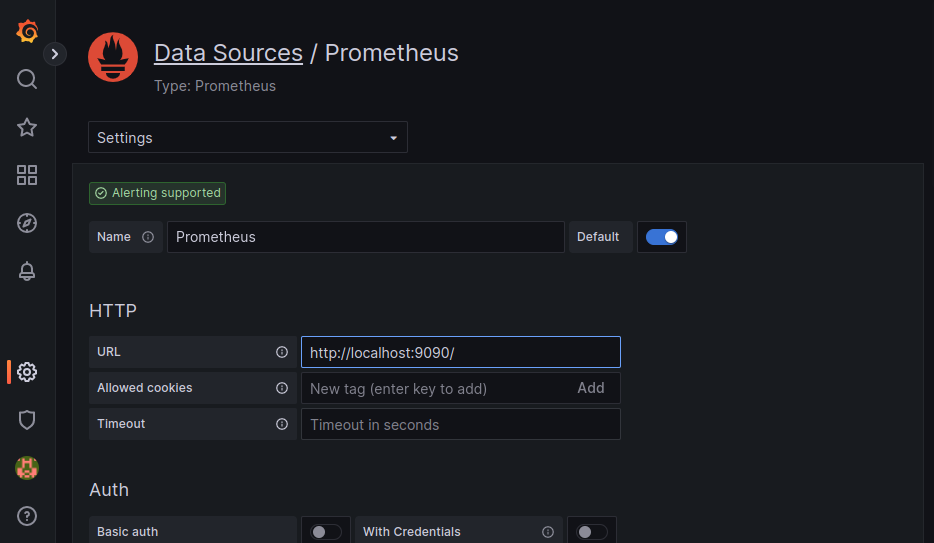 Data Sources / Prometheus
Type: Prometheus
Settings
Alerting supported
Name Prometheus Default
HTTP
URL http://localhost:9090/
Allowed cookies New tag (enter key to add) Add
Timeout Timeout in seconds
Auth
Basic auth With Credentials